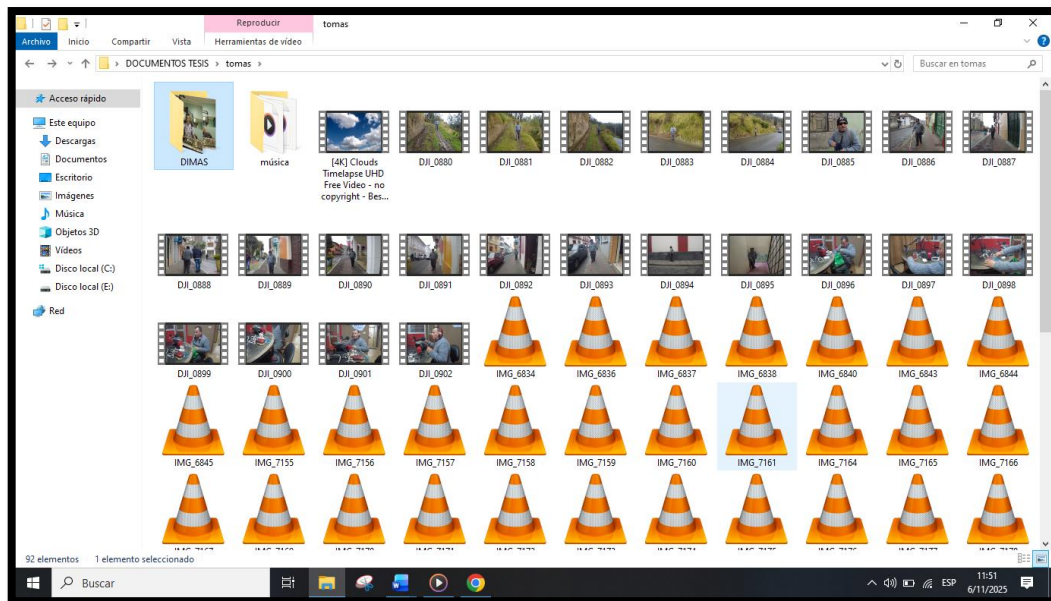 Reproducir
tomas
Archivo
Inicio
Compartir
Vista
Herramientas de vídeo
DOCUMENTOS TESIS › tomas ›
Buscar en tomas
Acceso rápido
Este equipo
Descargas
Documentos
Escritorio
Imágenes
Música
Objetos 3D
Vídeos
Disco local (C:)
Disco local (E:)
Red
DIMAS
música
[4K] Clouds
Timelapse UHD
Free Video - no
copyright - Bes...
DJI_0880
DJI_0881
DJI_0882
DJI_0883
DJI_0884
DJI_0885
DJI_0886
DJI_0887
DJI_0888
DJI_0889
DJI_0890
DJI_0891
DJI_0892
DJI_0893
DJI_0894
DJI_0895
DJI_0896
DJI_0897
DJI_0898
DJI_0899
DJI_0900
DJI_0901
DJI_0902
IMG_6834
IMG_6836
IMG_6837
IMG_6838
IMG_6840
IMG_6843
IMG_6844
IMG_6845
IMG_7155
IMG_7156
IMG_7157
IMG_7158
IMG_7159
IMG_7160
IMG_7161
IMG_7164
IMG_7165
IMG_7166
92 elementos
1 elemento seleccionado
Buscar
ESP
11:51
6/11/2025